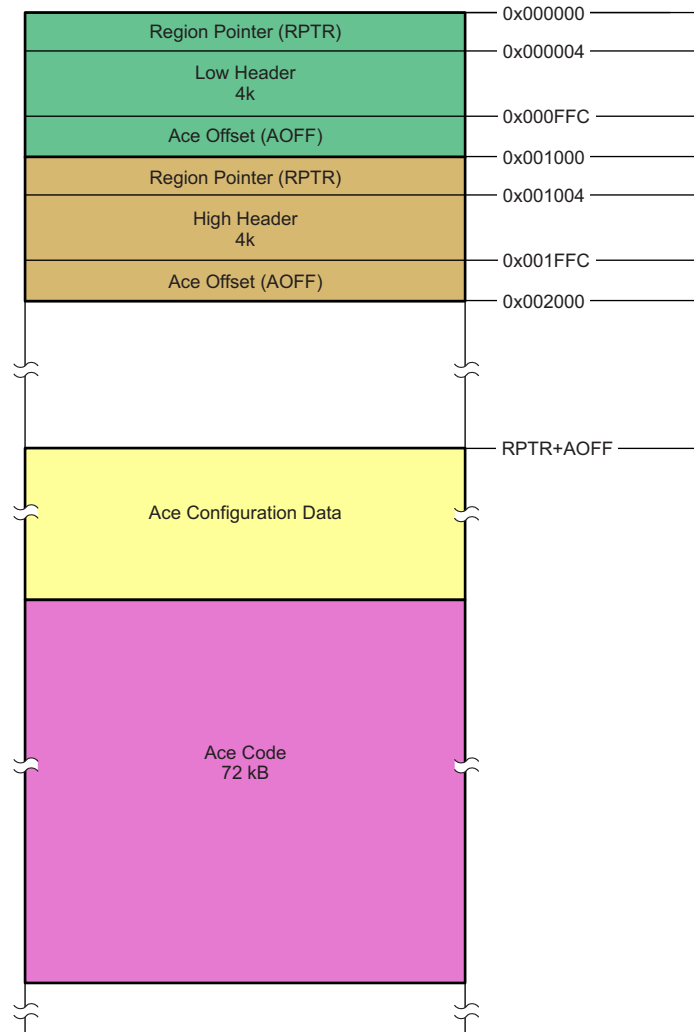 0x000000
Region Pointer (RPTR)
0x000004
Low Header
4k
0x000FFC
Ace Offset (AOFF)
0x001000
Region Pointer (RPTR)
0x001004
High Header
4k
0x001FFC
Ace Offset (AOFF)
0x002000
RPTR+AOFF
Ace Configuration Data
Ace Code
72 kB